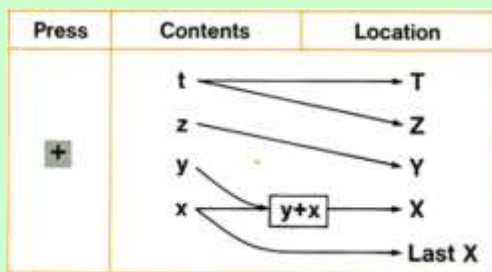 Press Contents Location
t T
Z
z
+ Y
y
x y+x X
Last X